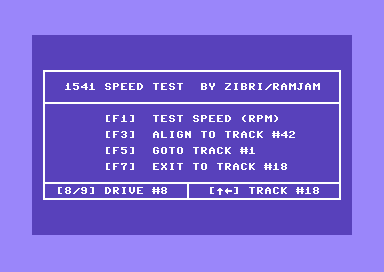 1541 SPEED TEST  BY ZIBRI/RAMJAM
[F1]  TEST SPEED (RPM)
[F3]  ALIGN TO TRACK #42
[F5]  GOTO TRACK #1
[F7]  EXIT TO TRACK #18
[8/9] DRIVE #8  [↑←] TRACK #18